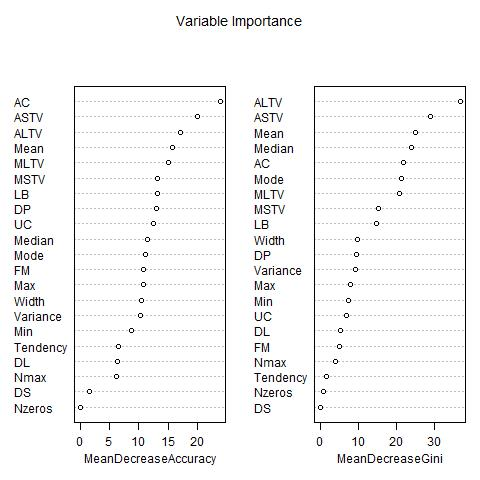 Variable Importance
AC
ASTV
ALTV
Mean
MLTV
MSTV
LB
DP
UC
Median
Mode
FM
Max
Width
Variance
Min
Tendency
DL
Nmax
DS
Nzeros
0 5 10 15 20
MeanDecreaseAccuracy
ALTV
ASTV
Mean
Median
AC
Mode
MLTV
MSTV
LB
Width
DP
Variance
Max
Min
UC
DL
FM
Nmax
Tendency
Nzeros
DS
0 10 20 30
MeanDecreaseGini